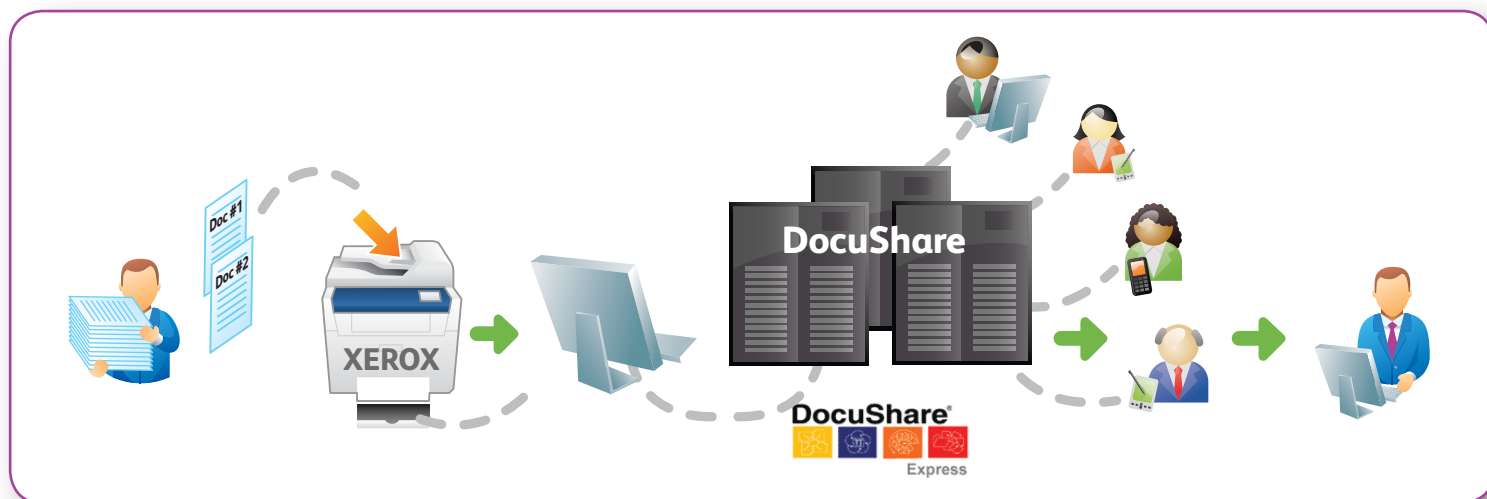 Doc #1
Doc #2
XEROX
DocuShare
DocuShare®
Express